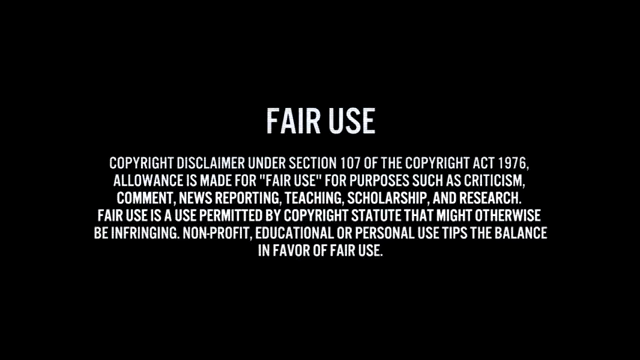 FAIR USE
COPYRIGHT DISCLAIMER UNDER SECTION 107 OF THE COPYRIGHT ACT 1976,
ALLOWANCE IS MADE FOR "FAIR USE" FOR PURPOSES SUCH AS CRITICISM,
COMMENT, NEWS REPORTING, TEACHING, SCHOLARSHIP, AND RESEARCH.
FAIR USE IS A USE PERMITTED BY COPYRIGHT STATUTE THAT MIGHT OTHERWISE
BE INFRINGING. NON-PROFIT, EDUCATIONAL OR PERSONAL USE TIPS THE BALANCE
IN FAVOR OF FAIR USE.